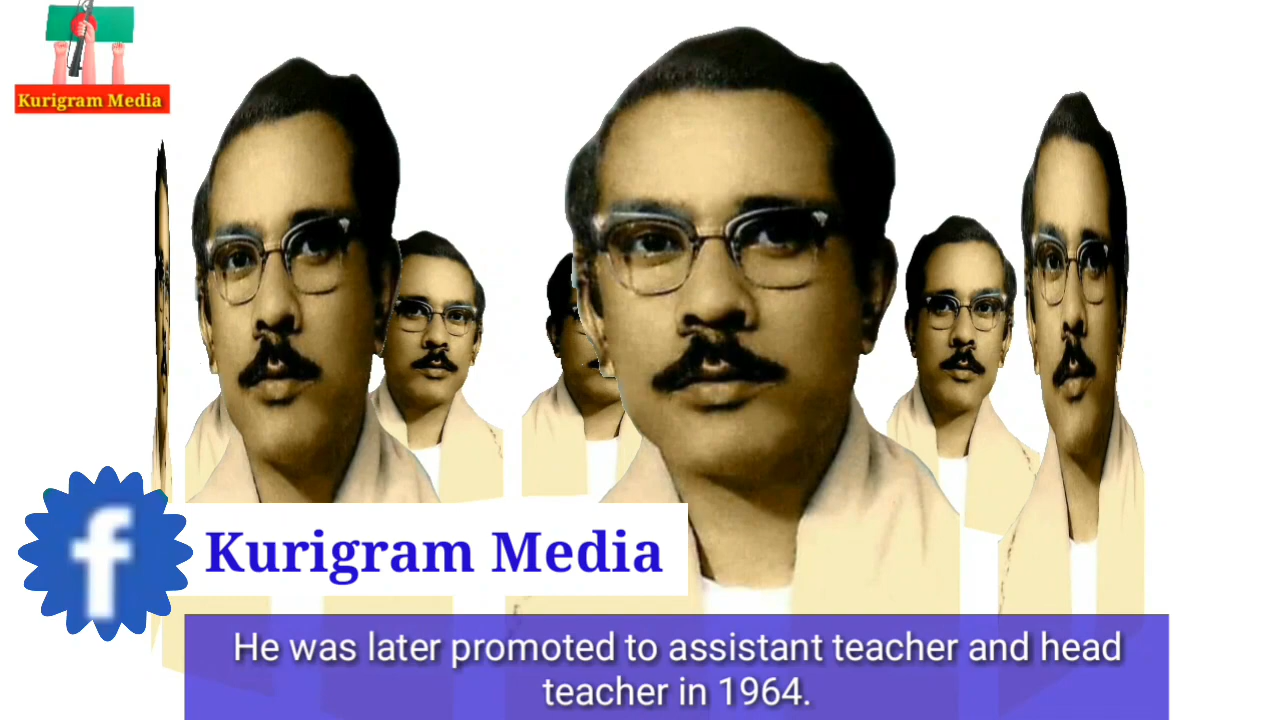 Kurigram Media
f
Kurigram Media
He was later promoted to assistant teacher and head
teacher in 1964.